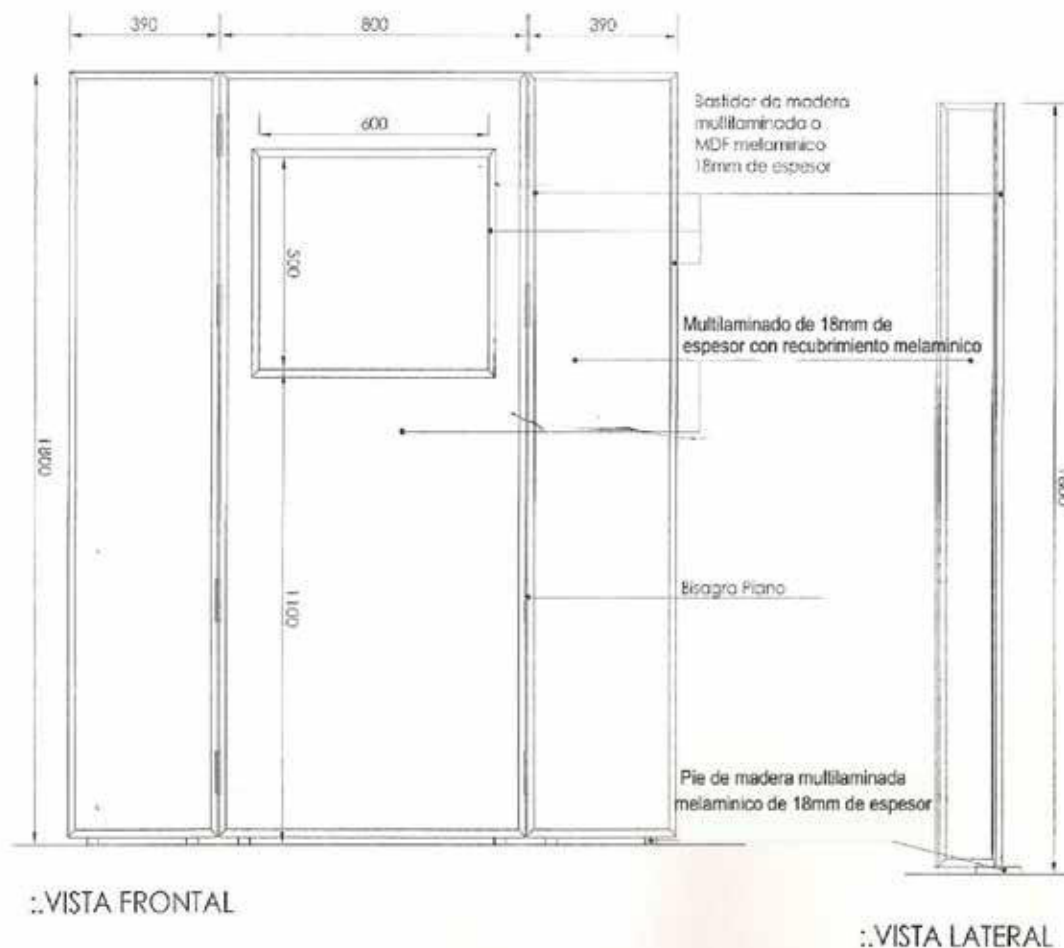 390
800
390
600
500
1800
1100
Bastidor de madera
multilaminada o
MDF melaminico
18mm de espesor
Multilaminado de 18mm de
espesor con recubrimiento melaminico
Bisagra Piano
Pie de madera multilaminada
melaminico de 18mm de espesor
1800
:.VISTA FRONTAL
:.VISTA LATERAL